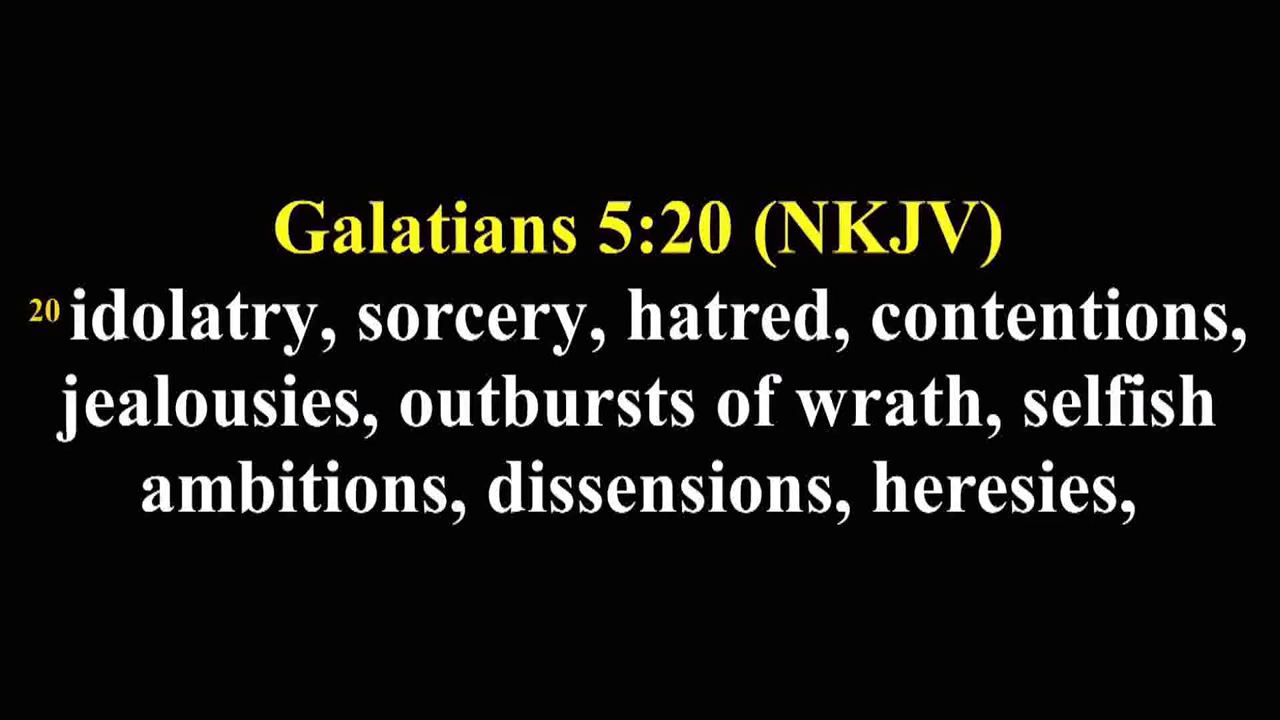 Galatians 5:20 (NKJV)
20 idolatry, sorcery, hatred, contentions,
jealousies, outbursts of wrath, selfish
ambitions, dissensions, heresies,